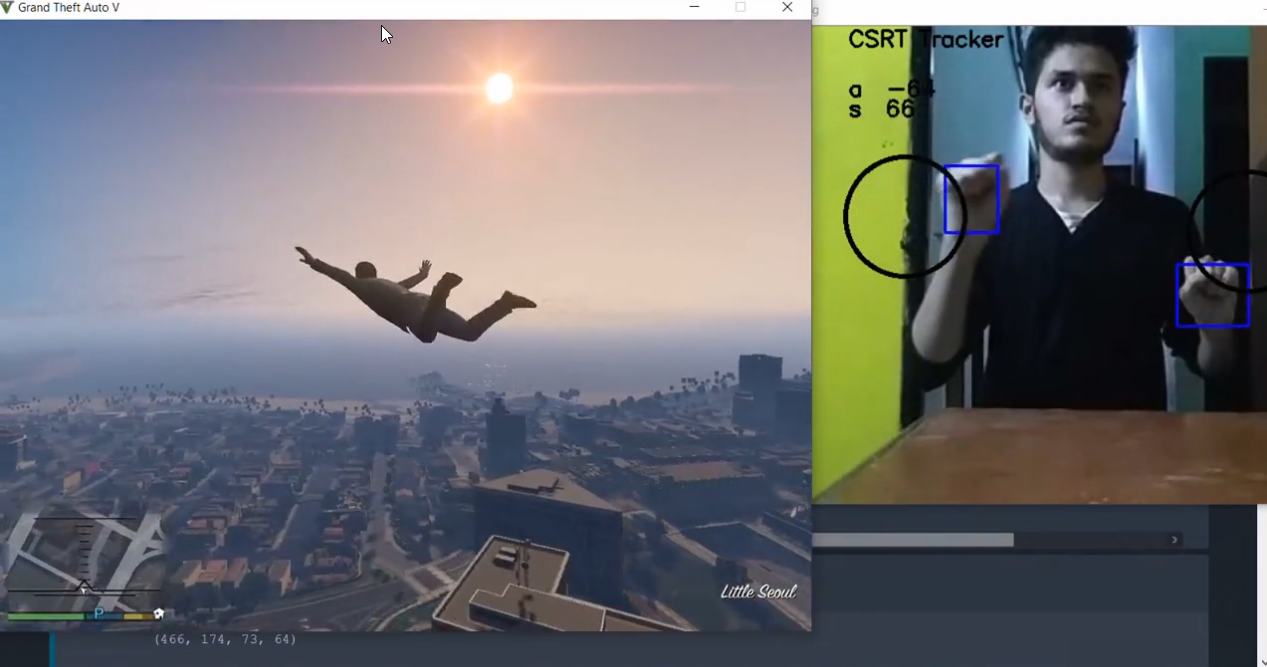 Grand Theft Auto V
g
CSRT Tracker
a -64
s 66
P
Little Seoul
(466, 174, 73, 64)